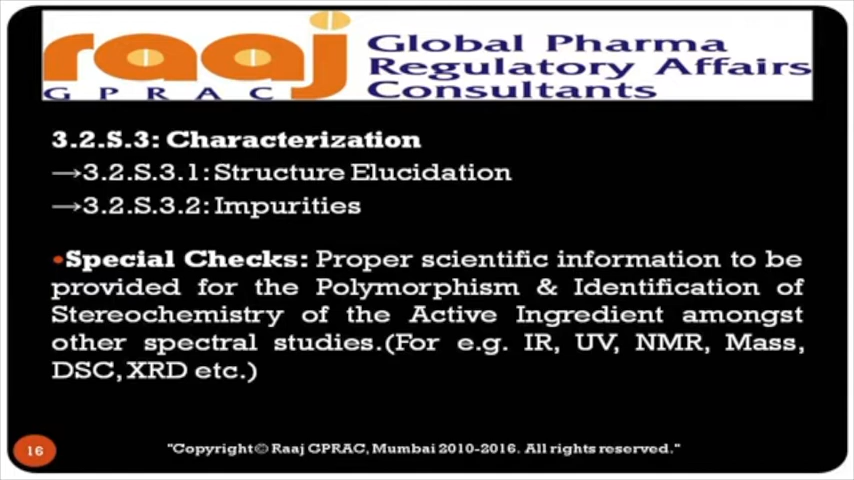 raaj
GPRAC
Global Pharma
Regulatory Affairs
Consultants
3.2.S.3: Characterization
→3.2.S.3.1: Structure Elucidation
→3.2.S.3.2: Impurities
•Special Checks: Proper scientific information to be
provided for the Polymorphism & Identification of
Stereochemistry of the Active Ingredient amongst
other spectral studies.(For e.g. IR, UV, NMR, Mass,
DSC, XRD etc.)
16
"Copyright© Raaj GPRAC, Mumbai 2010-2016. All rights reserved."